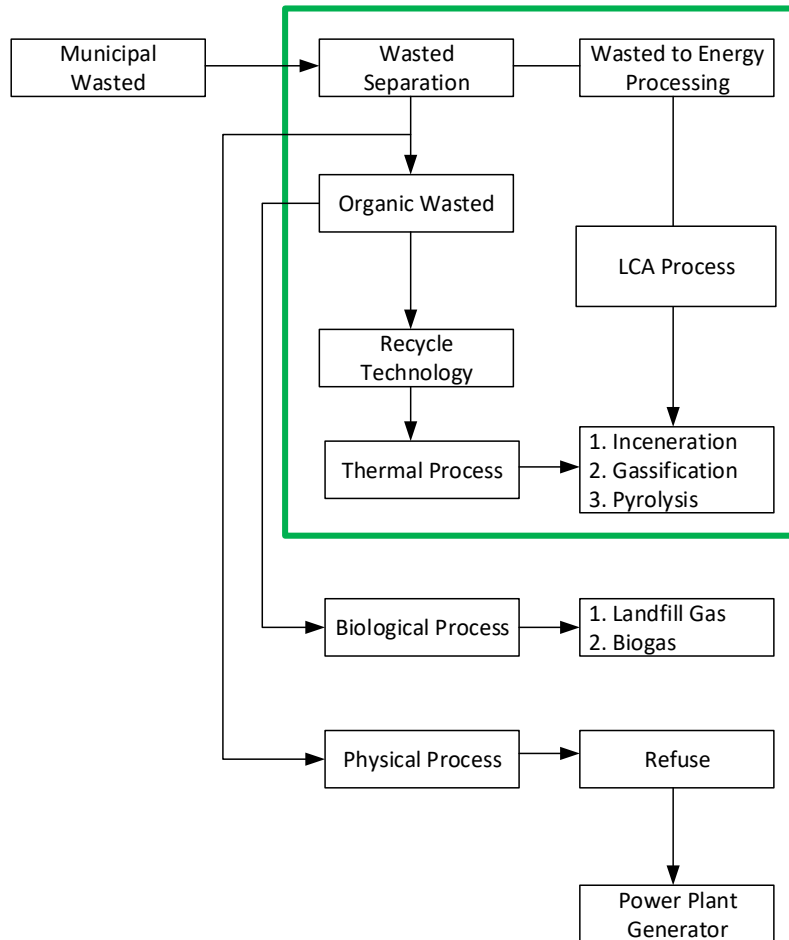 Municipal
Wasted
Wasted
Separation
Wasted to Energy
Processing
Organic Wasted
LCA Process
Recycle
Technology
Thermal Process
1. Inceneration
2. Gassification
3. Pyrolysis
Biological Process
1. Landfill Gas
2. Biogas
Physical Process
Refuse
Power Plant
Generator